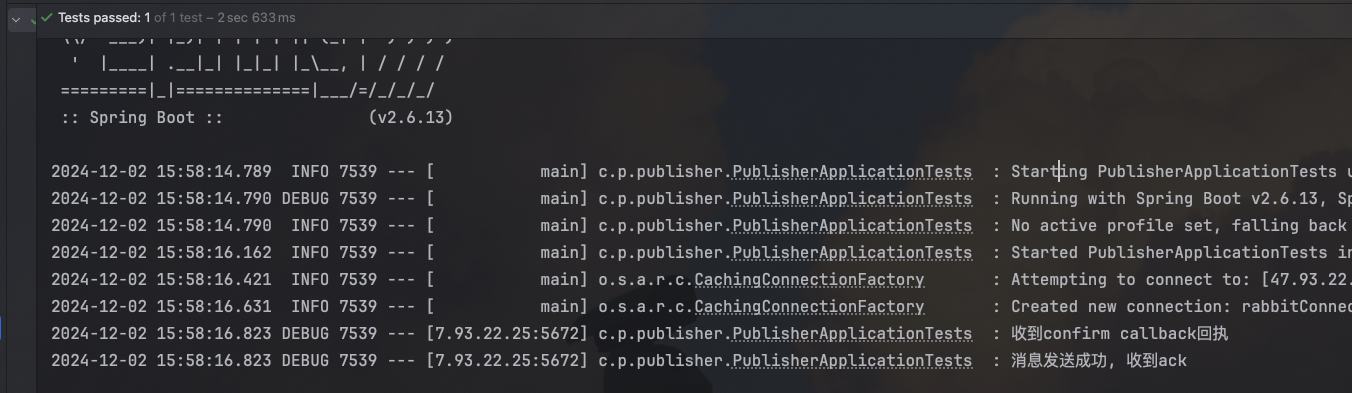 Tests passed: 1 of 1 test – 2 sec 633 ms
'  |____| .__|_| |_|_| |_\__, | / / / /
=========|_|==============|___/=/_/_/_/
:: Spring Boot ::                (v2.6.13)
2024-12-02 15:58:14.789  INFO 7539 --- [           main] c.p.publisher.PublisherApplicationTests  : Starting PublisherApplicationTests u
2024-12-02 15:58:14.790 DEBUG 7539 --- [           main] c.p.publisher.PublisherApplicationTests  : Running with Spring Boot v2.6.13, Sp
2024-12-02 15:58:14.790  INFO 7539 --- [           main] c.p.publisher.PublisherApplicationTests  : No active profile set, falling back
2024-12-02 15:58:16.162  INFO 7539 --- [           main] c.p.publisher.PublisherApplicationTests  : Started PublisherApplicationTests in
2024-12-02 15:58:16.421  INFO 7539 --- [           main] o.s.a.r.c.CachingConnectionFactory       : Attempting to connect to: [47.93.22.
2024-12-02 15:58:16.631  INFO 7539 --- [           main] o.s.a.r.c.CachingConnectionFactory       : Created new connection: rabbitConnec
2024-12-02 15:58:16.823 DEBUG 7539 --- [7.93.22.25:5672] c.p.publisher.PublisherApplicationTests  : 收到confirm callback回执
2024-12-02 15:58:16.823 DEBUG 7539 --- [7.93.22.25:5672] c.p.publisher.PublisherApplicationTests  : 消息发送成功, 收到ack